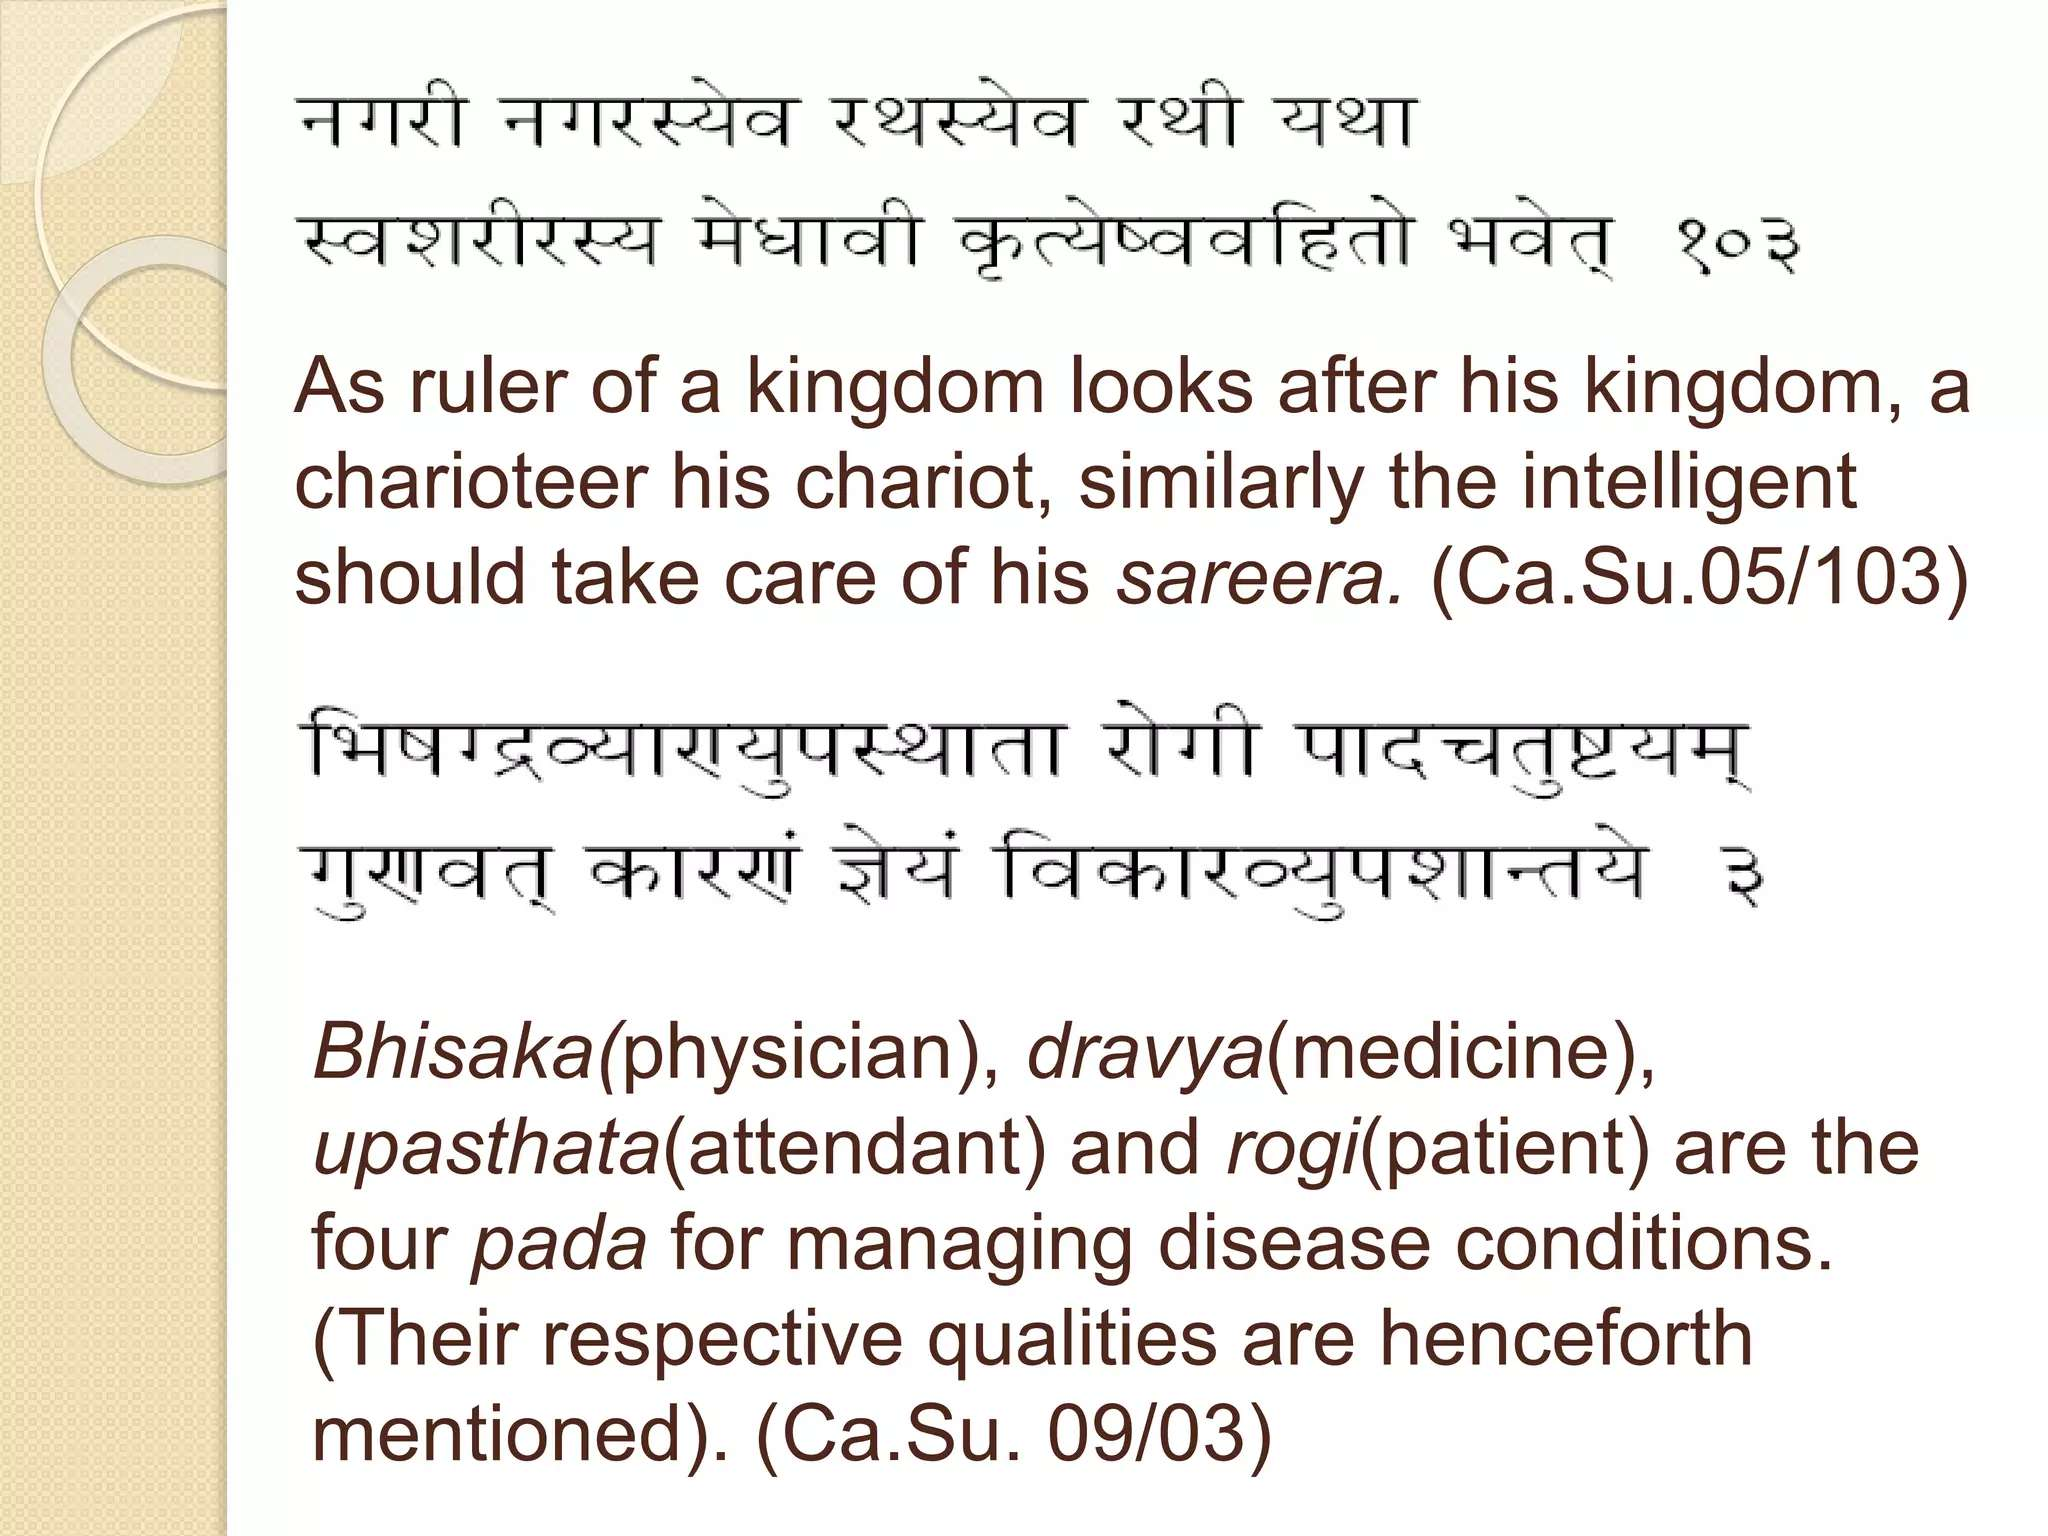 नगरी नगरस्येव रथस्येव रथी यथा
स्वशरीरस्य मेधावी कृत्येष्ववहितो भवेत् १०३
As ruler of a kingdom looks after his kingdom, a
charioteer his chariot, similarly the intelligent
should take care of his sareera. (Ca.Su.05/103)
भिषग्द्रव्याण्युपस्थाता रोगी पादचतुष्टयम्
गुणवत् कारणं ज्ञेयं विकारव्युपशान्तये ३
Bhisaka(physician), dravya(medicine),
upasthata(attendant) and rogi(patient) are the
four pada for managing disease conditions.
(Their respective qualities are henceforth
mentioned). (Ca.Su. 09/03)